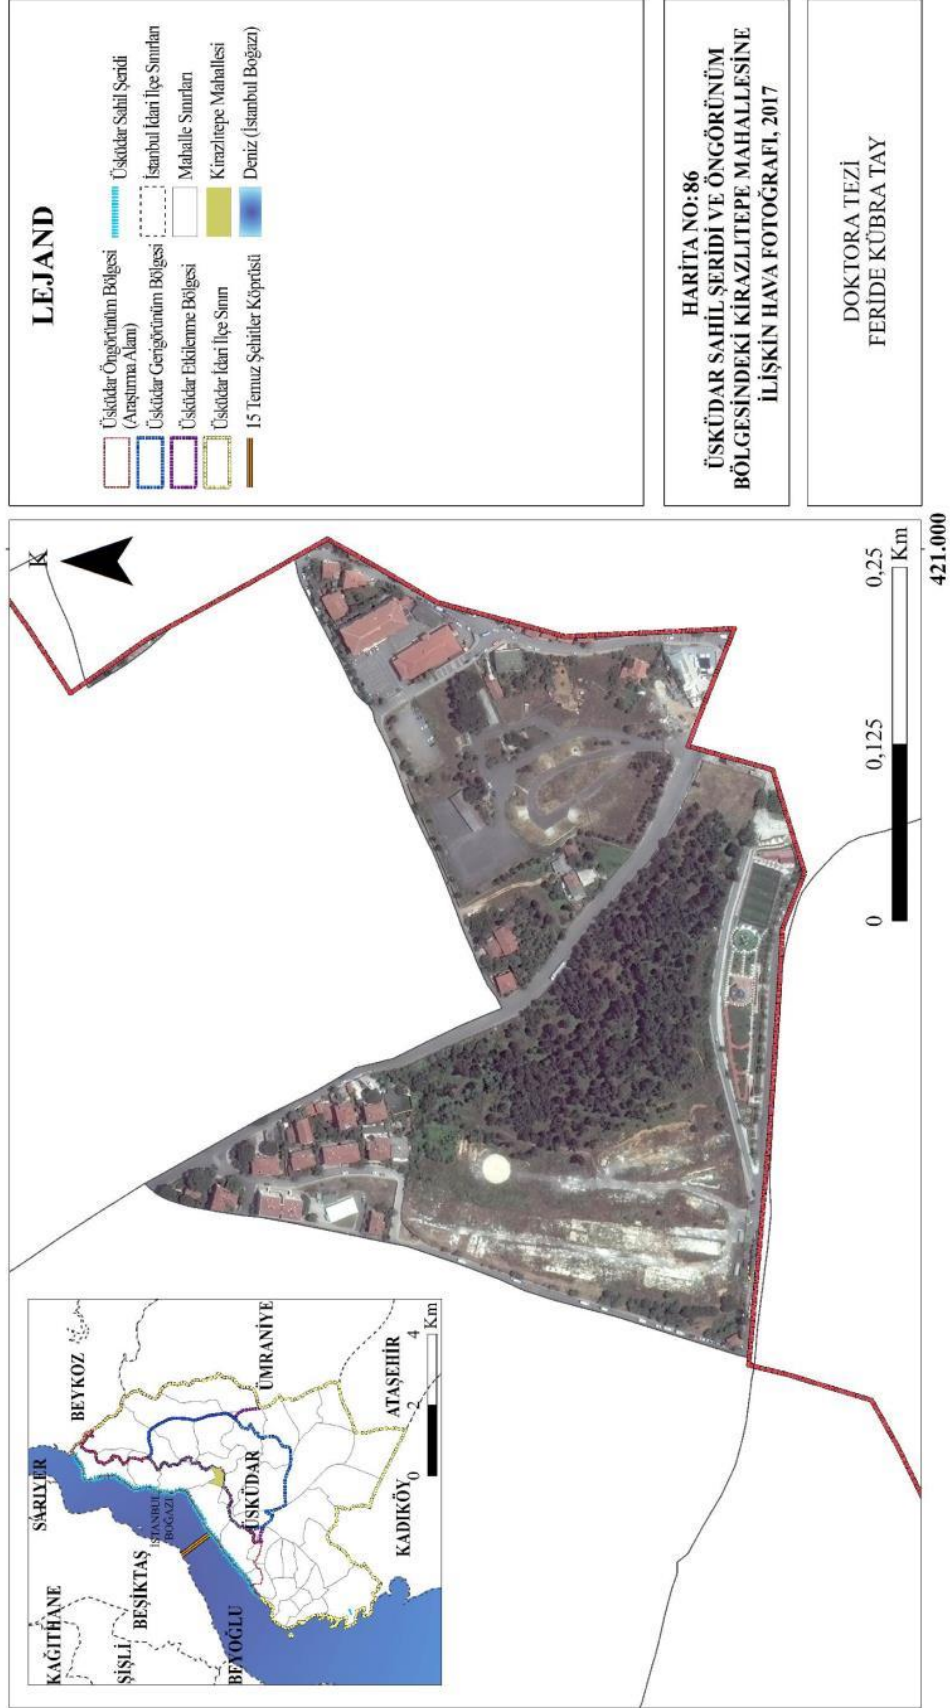 LEJAND
Üsküdar Öngörünüm Bölgesi
(Araştırma Alanı)
Üsküdar Gerigörünüm Bölgesi
Üsküdar Etkilenme Bölgesi
Üsküdar İdari İlçe Sınırı
15 Temuz Şehitler Köprüsü
Üsküdar Sahil Şeridi
İstanbul İdari İlçe Sınırları
Mahalle Sınırları
Kirazlıtepe Mahallesi
Deniz (İstanbul Boğazı)
HARİTA NO:86
ÜSKÜDAR SAHİL ŞERİDİ VE ÖNGÖRÜNÜM
BÖLGESİNDEKİ KİRAZLITEPE MAHALLESİNE
İLİŞKİN HAVA FOTOĞRAFI, 2017
DOKTORA TEZİ
FERİDE KÜBRA TAY
K
0 0,125 0,25
Km
421.000
SARIYER
KAĞITHANE
BEYKOZ
ŞİŞLİ
BEŞİKTAŞ
İSTANBUL
BOĞAZI
BEYOĞLU
ÜSKÜDAR
ÜMRANİYE
KADIKÖY
ATAŞEHİR
0 2 4
Km